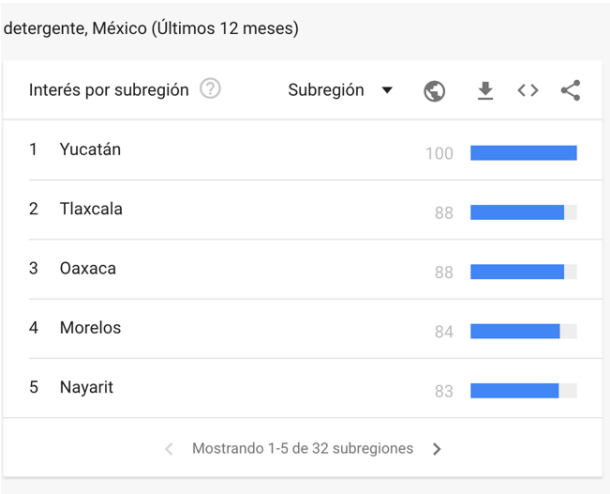 detergente, México (Últimos 12 meses)
Interés por subregión ? Subregión
1 Yucatán 100
2 Tlaxcala 88
3 Oaxaca 88
4 Morelos 84
5 Nayarit 83
Mostrando 1-5 de 32 subregiones